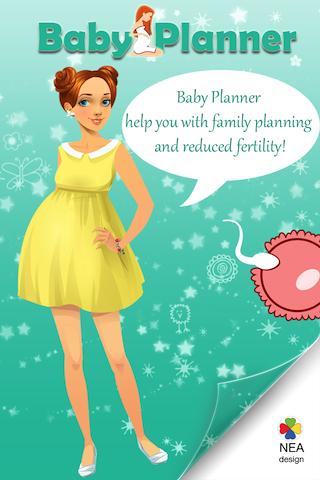 Baby Planner
Baby Planner
help you with family planning
and reduced fertility!
NEA
design